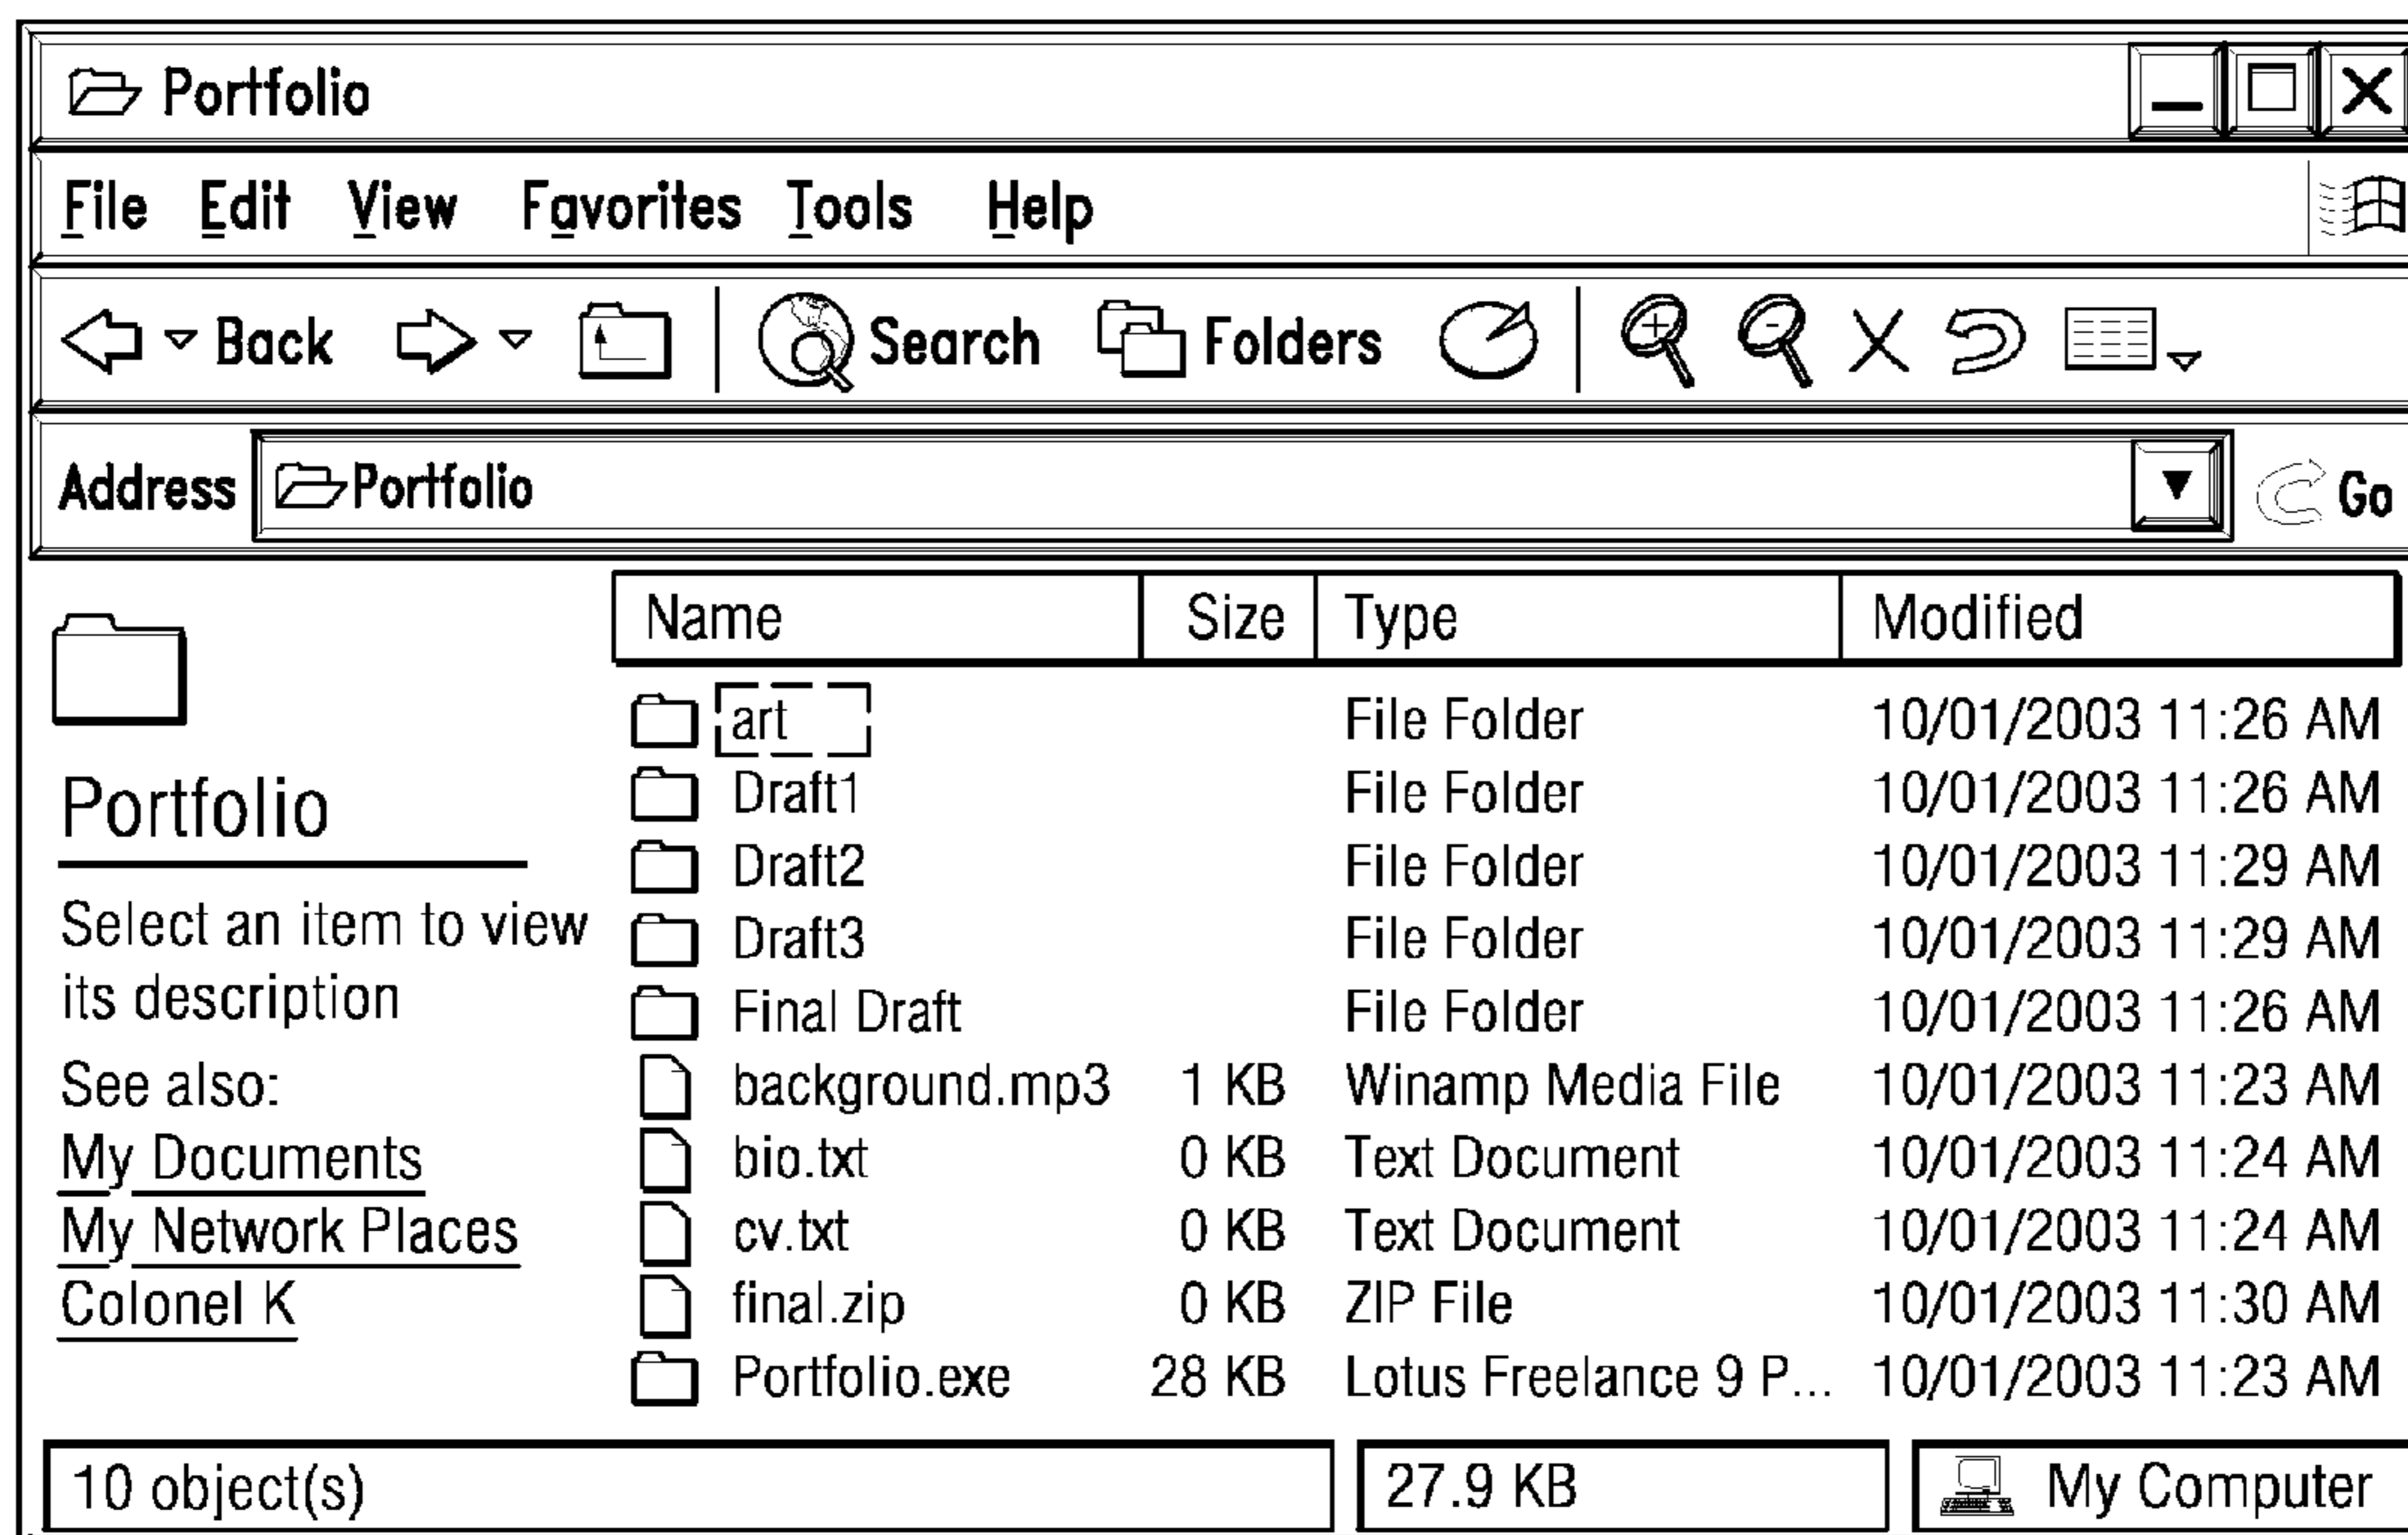 Portfolio
File Edit View Favorites Tools Help
Back Search Folders
Address Portfolio Go
Name Size Type Modified
art File Folder 10/01/2003 11:26 AM
Draft1 File Folder 10/01/2003 11:26 AM
Draft2 File Folder 10/01/2003 11:29 AM
Draft3 File Folder 10/01/2003 11:29 AM
Final Draft File Folder 10/01/2003 11:26 AM
background.mp3 1 KB Winamp Media File 10/01/2003 11:23 AM
bio.txt 0 KB Text Document 10/01/2003 11:24 AM
cv.txt 0 KB Text Document 10/01/2003 11:24 AM
final.zip 0 KB ZIP File 10/01/2003 11:30 AM
Portfolio.exe 28 KB Lotus Freelance 9 P... 10/01/2003 11:23 AM
Portfolio
Select an item to view
its description
See also:
My Documents
My Network Places
Colonel K
10 object(s) 27.9 KB My Computer